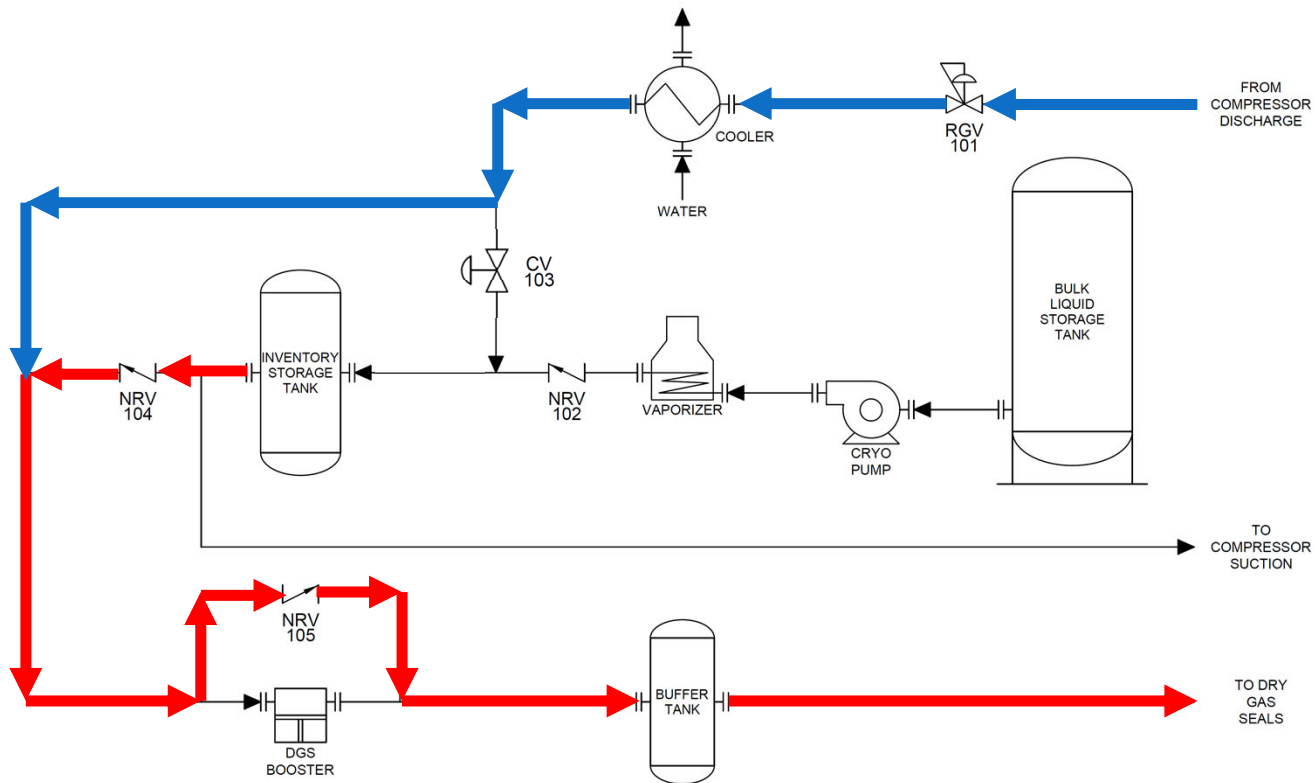 FROM
COMPRESSOR
DISCHARGE
RGV
101
COOLER
WATER
CV
103
BULK
LIQUID
STORAGE
TANK
INVENTORY
STORAGE
TANK
NRV
104
NRV
102
VAPORIZER
CRYO
PUMP
TO
COMPRESSOR
SUCTION
NRV
105
BUFFER
TANK
TO DRY
GAS
SEALS
DGS
BOOSTER